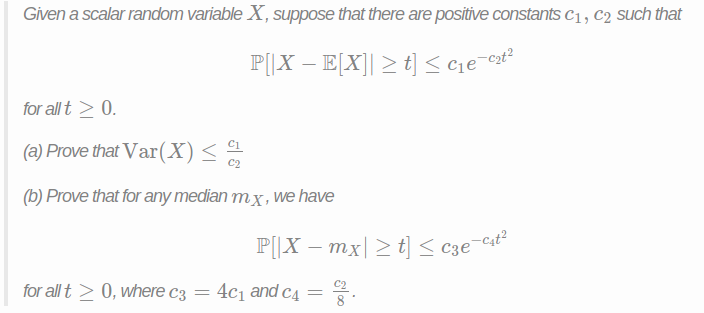 Given a scalar random variable X, suppose that there are positive constants c₁, c₂ such that
ℙ[|X − 𝔼[X]| ≥ t] ≤ c₁e^{−c₂t²}
for all t ≥ 0.
(a) Prove that Var(X) ≤ c₁/c₂
(b) Prove that for any median m_X, we have
ℙ[|X − m_X| ≥ t] ≤ c₃e^{−c₄t²}
for all t ≥ 0, where c₃ = 4c₁ and c₄ = c₂/8.